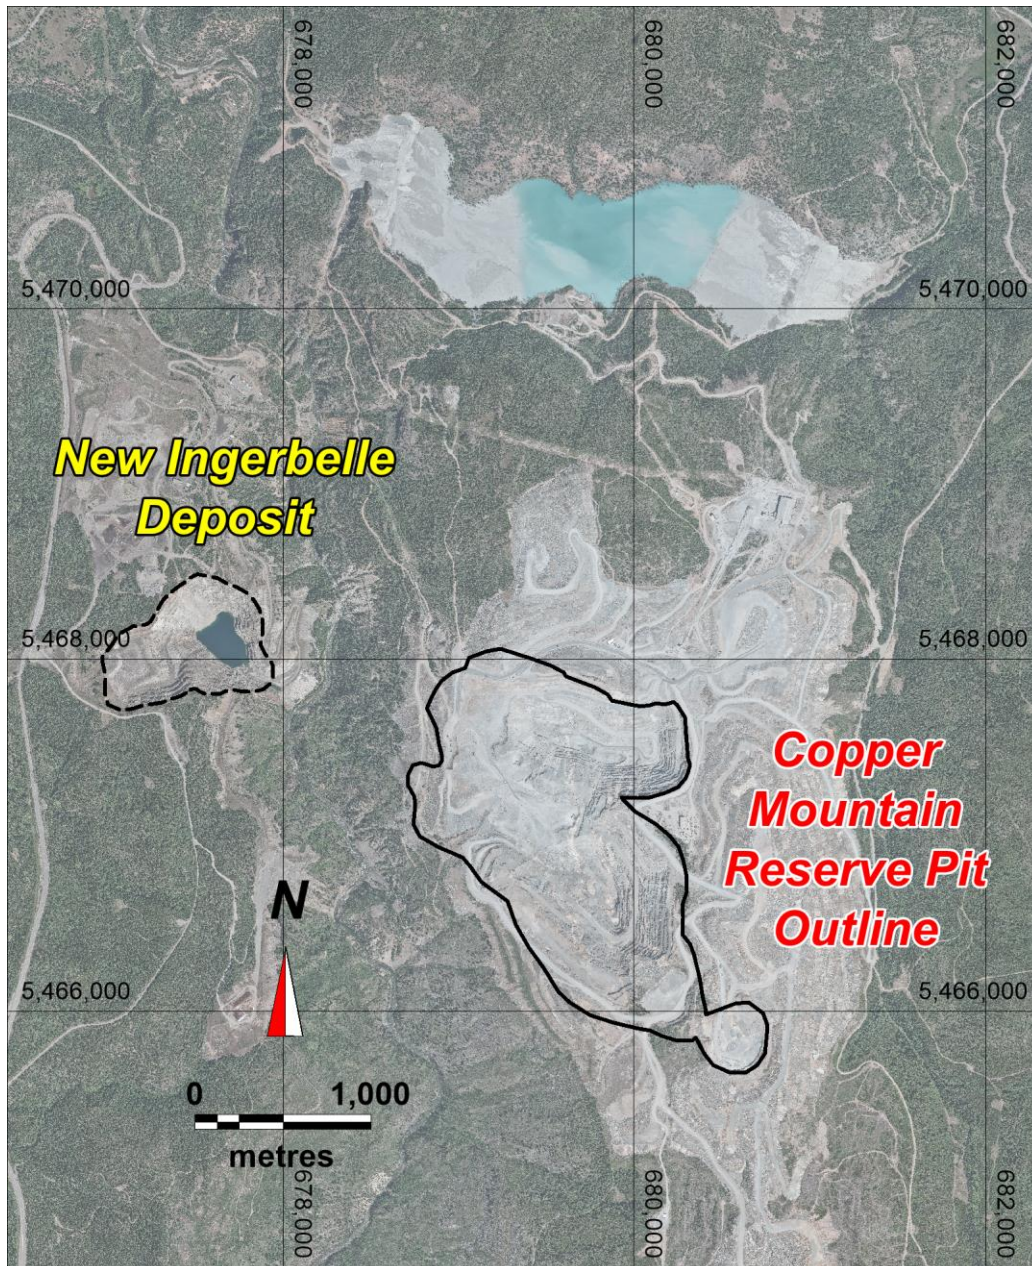 678,000
680,000
682,000
5,470,000
5,470,000
New Ingerbelle
Deposit
5,468,000
5,468,000
Copper
Mountain
Reserve Pit
Outline
N
5,466,000
5,466,000
0 1,000
metres
678,000
680,000
682,000